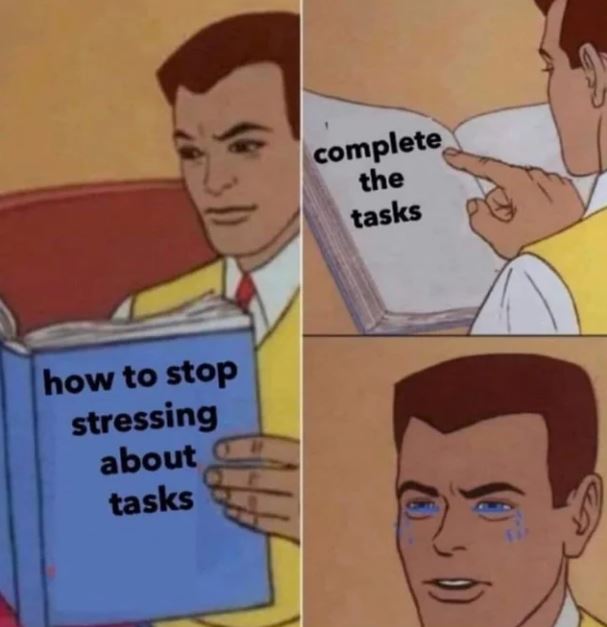 how to stop
stressing
about
tasks
complete
the
tasks